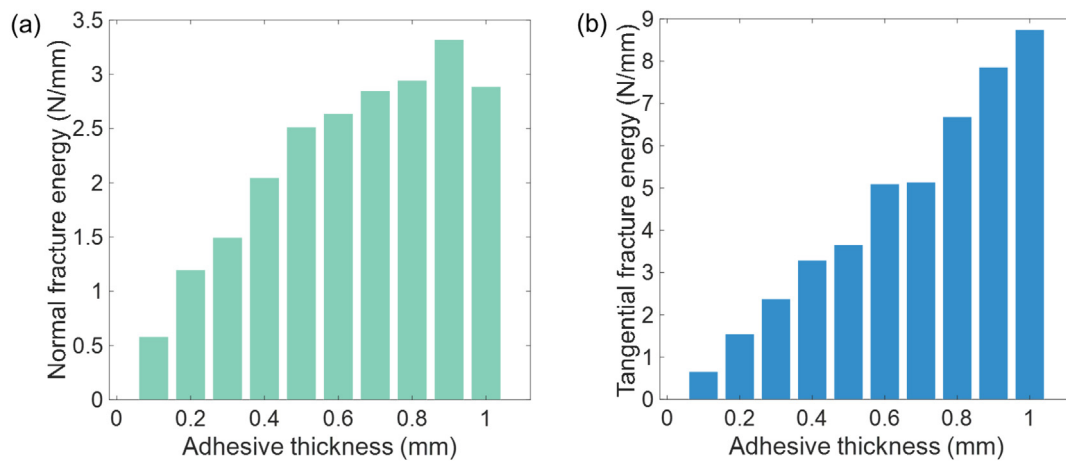 (a)
Normal fracture energy (N/mm)
3.5
3
2.5
2
1.5
1
0.5
0
0 0.2 0.4 0.6 0.8 1
Adhesive thickness (mm)
(b)
Tangential fracture energy (N/mm)
9
8
7
6
5
4
3
2
1
0
0 0.2 0.4 0.6 0.8 1
Adhesive thickness (mm)